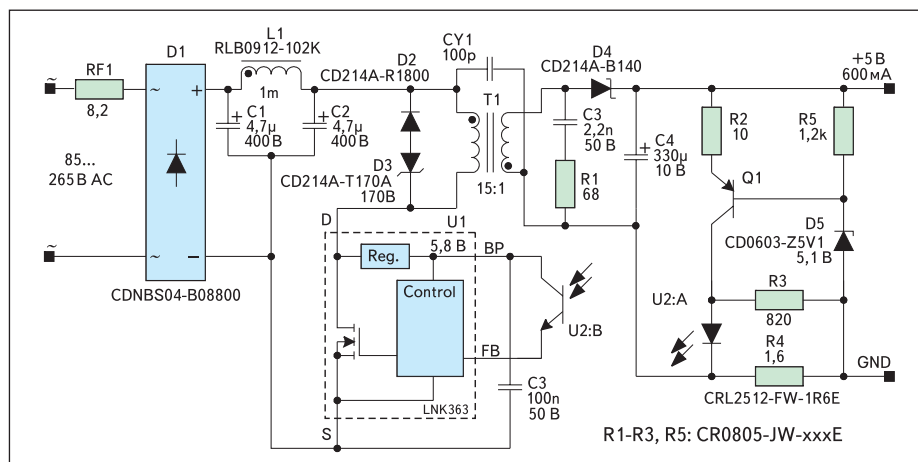 L1
RLB0912-102K
1m
D1
RF1
8,2
~
~
~
~
+
−
85...
265В AC
CDNBS04-B08800
C1
4,7µ
400В
C2
4,7µ
400В
D2
CD214A-R1800
D3
CD214A-T170A
170В
CY1
100p
T1
15:1
D4
CD214A-B140
C3
2,2n
50 В
R1
68
C4
330µ
10 В
+
+
+
+5 В
600 мА
R2
10
R5
1,2k
Q1
D5
CD0603-Z5V1
5,1 В
U2:A
R3
820
R4
1,6
GND
CRL2512-FW-1R6E
D
U1
Reg.
5,8 В
BP
Control
FB
U2:B
C3
100n
50 В
LNK363
S
R1-R3, R5: CR0805-JW-xxxE